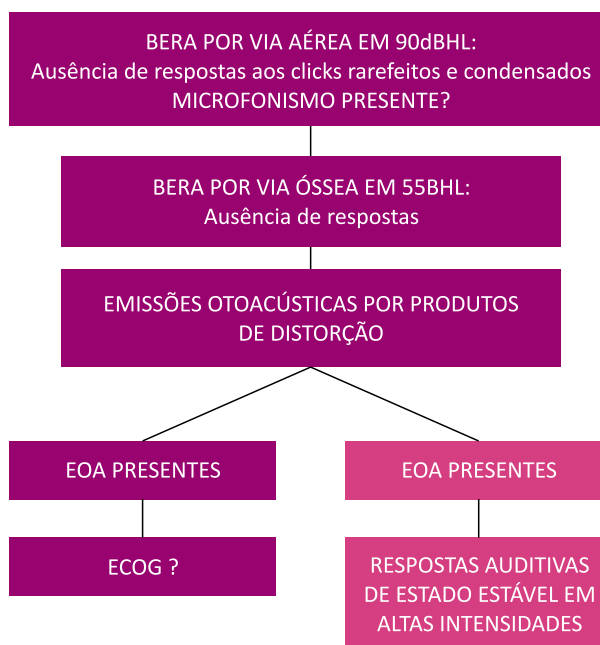 BERA POR VIA AÉREA EM 90dBHL:
Ausência de respostas aos clicks rarefeitos e condensados
MICROFONISMO PRESENTE?
BERA POR VIA ÓSSEA EM 55BHL:
Ausência de respostas
EMISSÕES OTOACÚSTICAS POR PRODUTOS
DE DISTORÇÃO
EOA PRESENTES
EOA PRESENTES
ECOG ?
RESPOSTAS AUDITIVAS
DE ESTADO ESTÁVEL EM
ALTAS INTENSIDADES